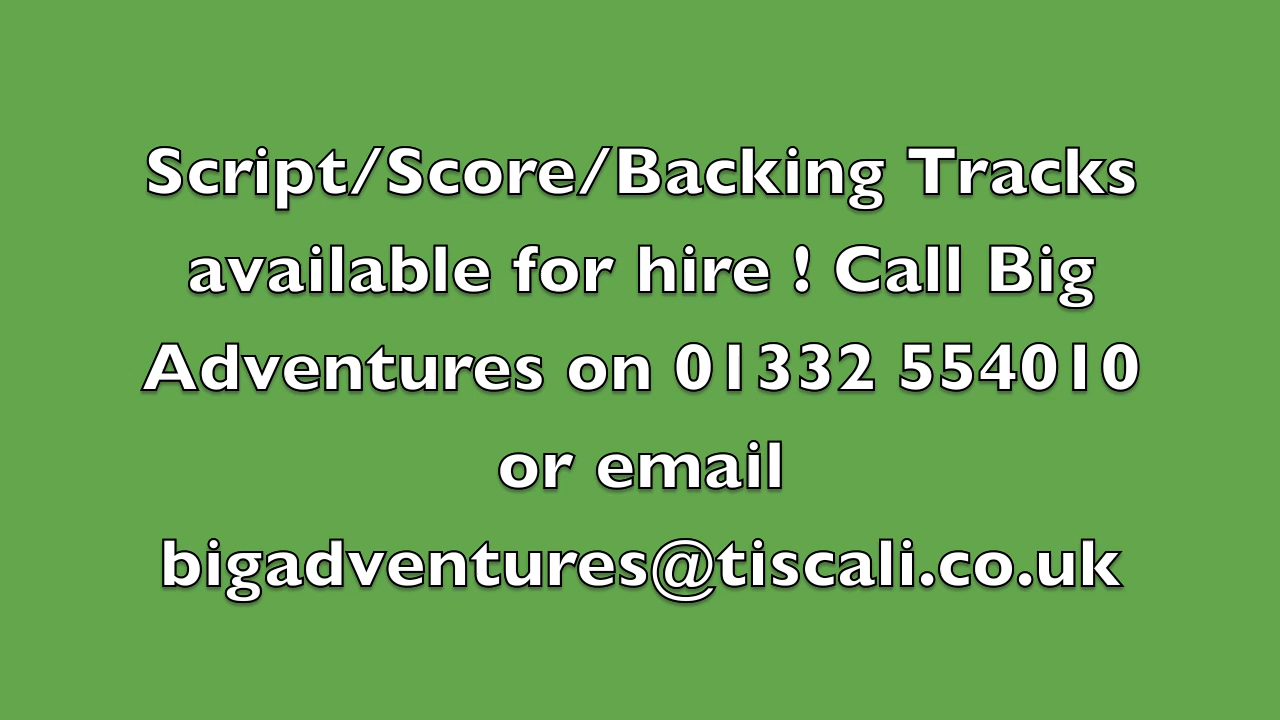 Script/Score/Backing Tracks
available for hire ! Call Big
Adventures on 01332 554010
or email
bigadventures@tiscali.co.uk